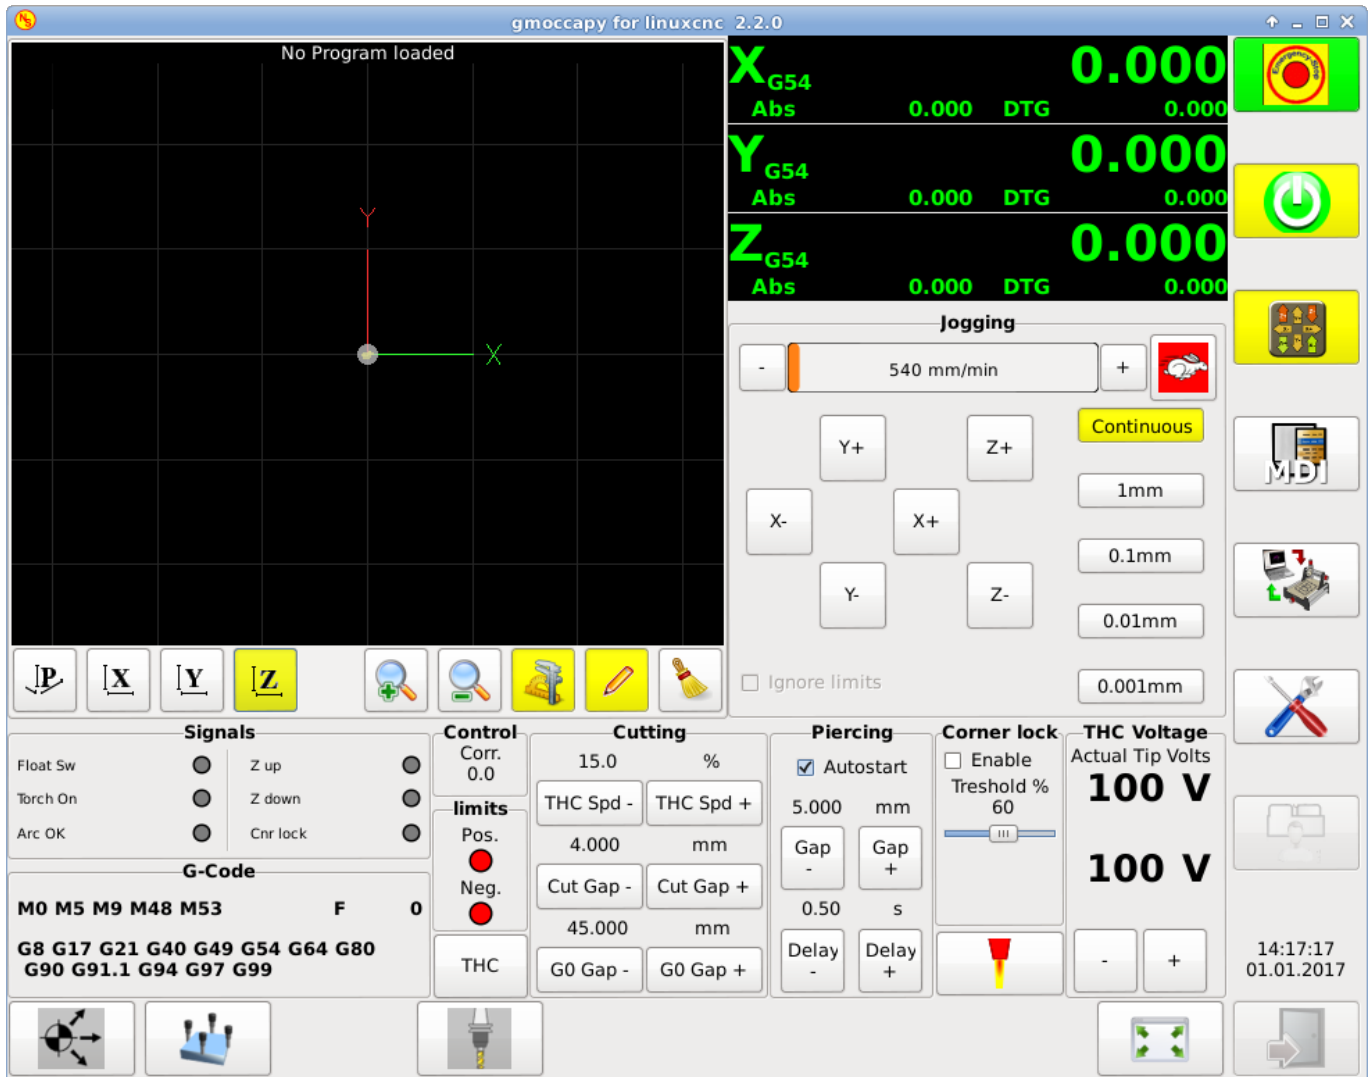 gmoccapy for linuxcnc 2.2.0
No Program loaded
Y
X
X G54 0.000
Abs 0.000 DTG 0.000
Y G54 0.000
Abs 0.000 DTG 0.000
Z G54 0.000
Abs 0.000 DTG 0.000
Emergency-Stop
Jogging
- 540 mm/min +
Continuous
Y+ Z+
1mm
X- X+
0.1mm
Y- Z-
0.01mm
Ignore limits
0.001mm
MDI
P X Y Z
Signals
Float Sw Z up
Torch On Z down
Arc OK Cnr lock
G-Code
M0 M5 M9 M48 M53 F 0
G8 G17 G21 G40 G49 G54 G64 G80
G90 G91.1 G94 G97 G99
Control
Corr.
0.0
limits
Pos.
Neg.
THC
Cutting
15.0 %
THC Spd - THC Spd +
4.000 mm
Cut Gap - Cut Gap +
45.000 mm
G0 Gap - G0 Gap +
Piercing
Autostart
5.000 mm
Gap Gap
- +
0.50 s
Delay Delay
- +
Corner lock
Enable
Treshold %
60
THC Voltage
Actual Tip Volts
100 V
100 V
- +
14:17:17
01.01.2017